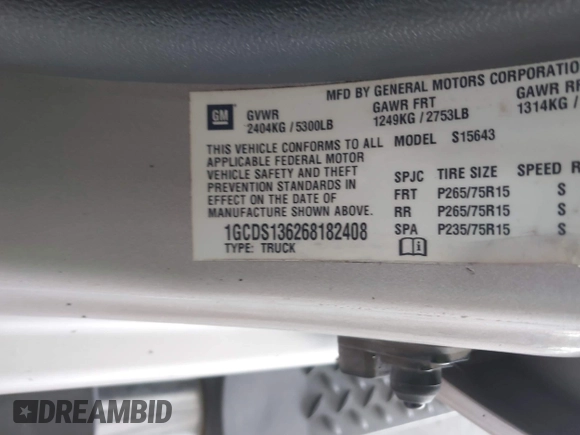 MFD BY GENERAL MOTORS CORPORATION
GM GVWR GAWR FRT GAWR RR
2404KG / 5300LB 1249KG / 2753LB 1314KG /
THIS VEHICLE CONFORMS TO ALL
APPLICABLE FEDERAL MOTOR
VEHICLE SAFETY AND THEFT
PREVENTION STANDARDS IN
EFFECT ON THE DATE OF
MANUFACTURE SHOWN ABOVE.
1GCDS136268182408
TYPE: TRUCK
MODEL S15643
SPJC TIRE SIZE SPEED
FRT P265/75R15 S
RR P265/75R15 S
SPA P235/75R15 S
DREAMBID